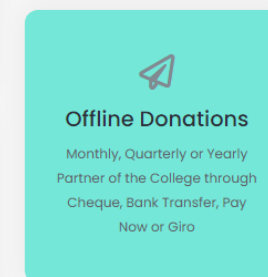 Offline Donations
Monthly, Quarterly or Yearly
Partner of the College through
Cheque, Bank Transfer, Pay
Now or Giro